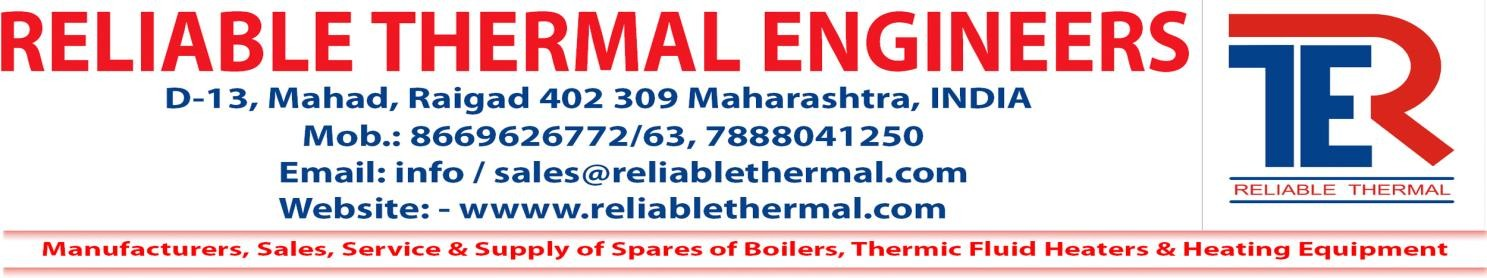 RELIABLE THERMAL ENGINEERS
D-13, Mahad, Raigad 402 309 Maharashtra, INDIA
Mob.: 8669626772/63, 7888041250
Email: info / sales@reliablethermal.com
Website: - wwww.reliablethermal.com
TER
RELIABLE THERMAL
Manufacturers, Sales, Service & Supply of Spares of Boilers, Thermic Fluid Heaters & Heating Equipment